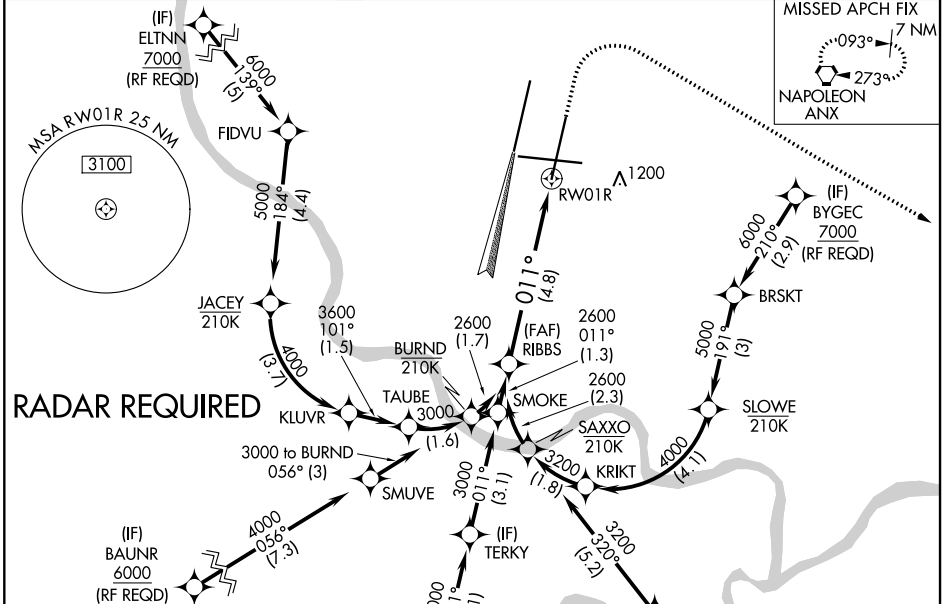 MISSED APCH FIX
7 NM
093°
273°
NAPOLEON
ANX
(IF)
ELTNN
7000
(RF REQD)
6000
139°
(5)
FIDVU
MSA RW01R 25 NM
3100
5000
184°
(4.4)
JACEY
210K
4000
(3.7)
KLUVR
3600
101°
(1.5)
TAUBE
3000
(1.6)
BURND
210K
2600
(1.7)
(FAF)
RIBBS
011°
(4.8)
RW01R
1200
2600
011°
(1.3)
SMOKE
2600
(2.3)
SAXXO
210K
3200
(1.8)
KRIKT
4000
(4.1)
SLOWE
210K
5000
191°
(3)
BRSKT
6000
210°
(2.9)
(IF)
BYGEC
7000
(RF REQD)
RADAR REQUIRED
3000 to BURND
056° (3)
SMUVE
4000
056°
(7.3)
(IF)
BAUNR
6000
(RF REQD)
3000
011°
(3.1)
(IF)
TERKY
3200
320°
(5.2)